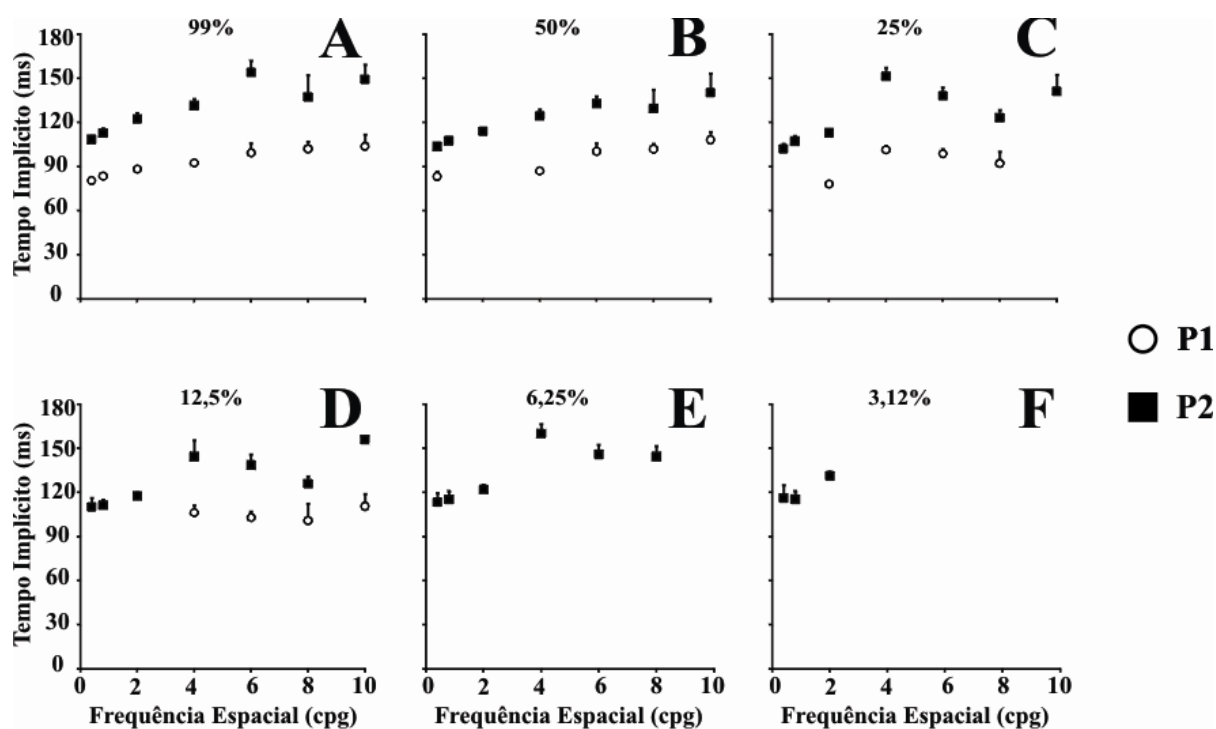 99%
A
50%
B
25%
C
Tempo Implícito (ms)
180
150
120
90
60
30
0
P1
P2
12,5%
D
6,25%
E
3,12%
F
Tempo Implícito (ms)
180
150
120
90
60
30
0
0 2 4 6 8 10
0 2 4 6 8 10
0 2 4 6 8 10
Frequência Espacial (cpg)
Frequência Espacial (cpg)
Frequência Espacial (cpg)